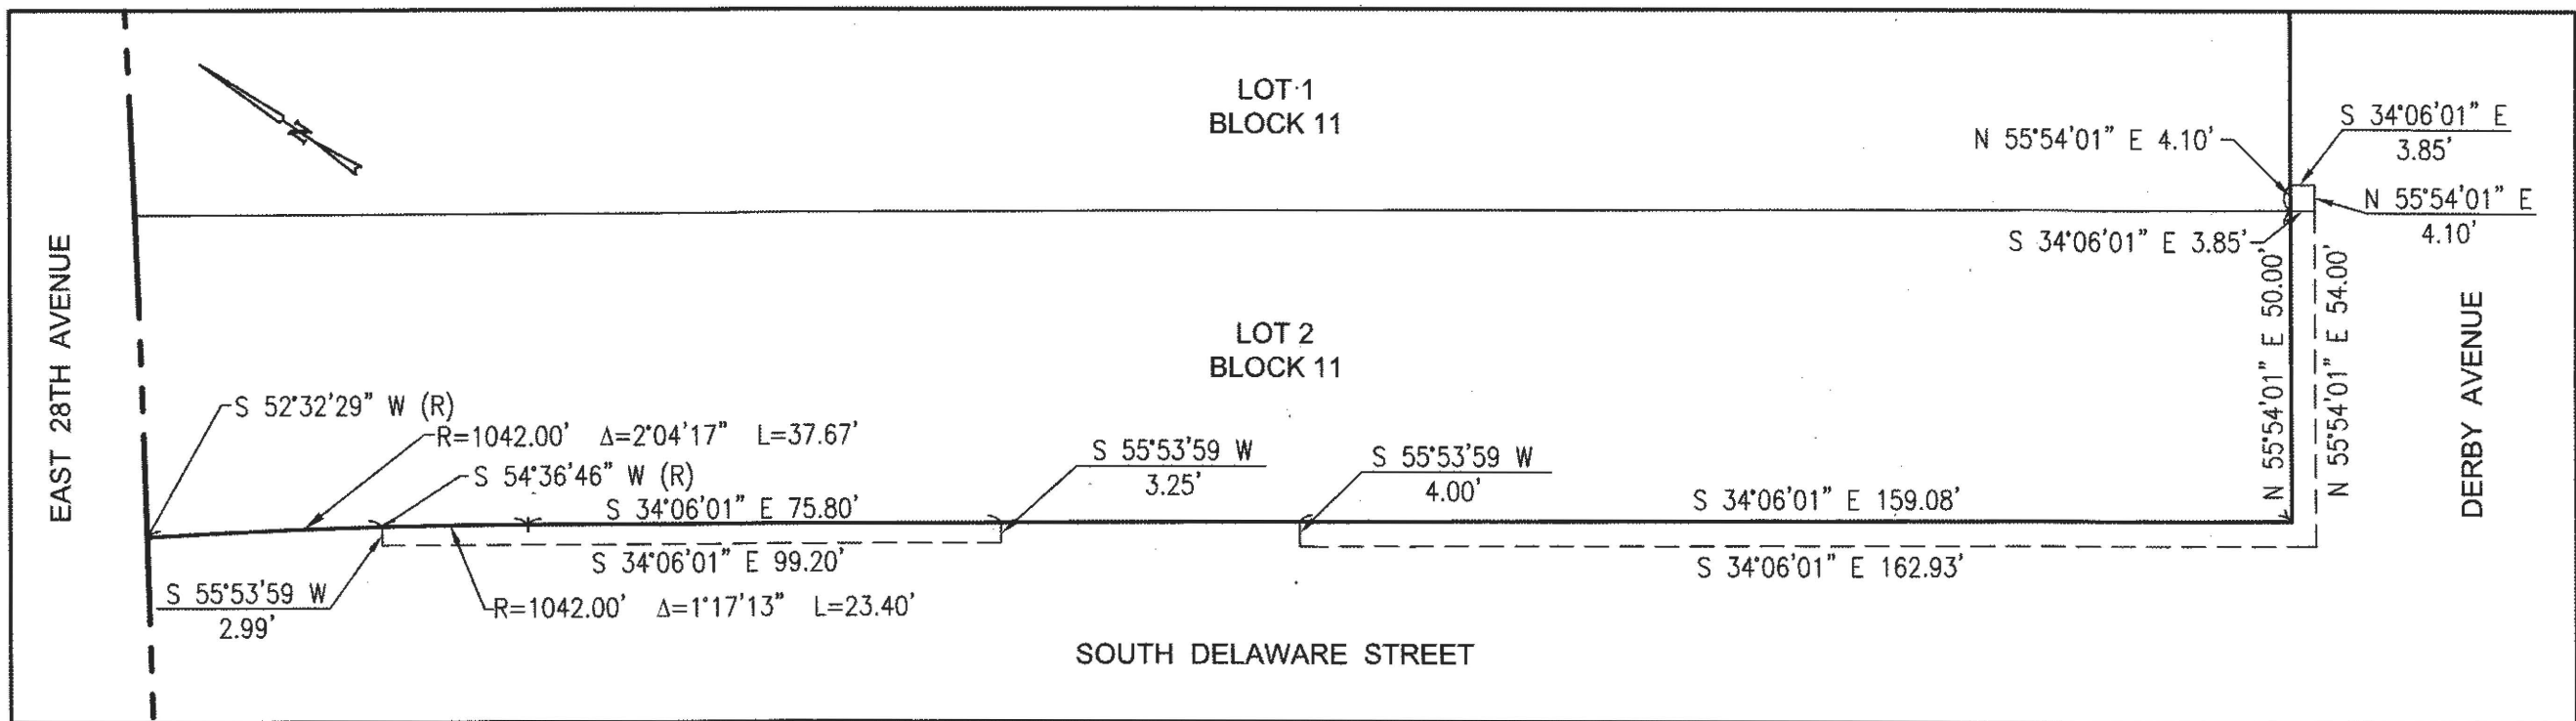 LOT 1
BLOCK 11
N
S 34°06'01" E
3.85'
N 55°54'01" E 4.10'
N 55°54'01" E
4.10'
S 34°06'01" E 3.85'
EAST 28TH AVENUE
LOT 2
BLOCK 11
N 55°54'01" E 50.00'
N 55°54'01" E 54.00'
DERBY AVENUE
S 52°32'29" W (R)
R=1042.00' Δ=2°04'17" L=37.67'
S 54°36'46" W (R)
S 34°06'01" E 75.80'
S 55°53'59 W
3.25'
S 55°53'59 W
4.00'
S 34°06'01" E 159.08'
S 34°06'01" E 99.20'
S 34°06'01" E 162.93'
S 55°53'59 W
2.99'
R=1042.00' Δ=1°17'13" L=23.40'
SOUTH DELAWARE STREET